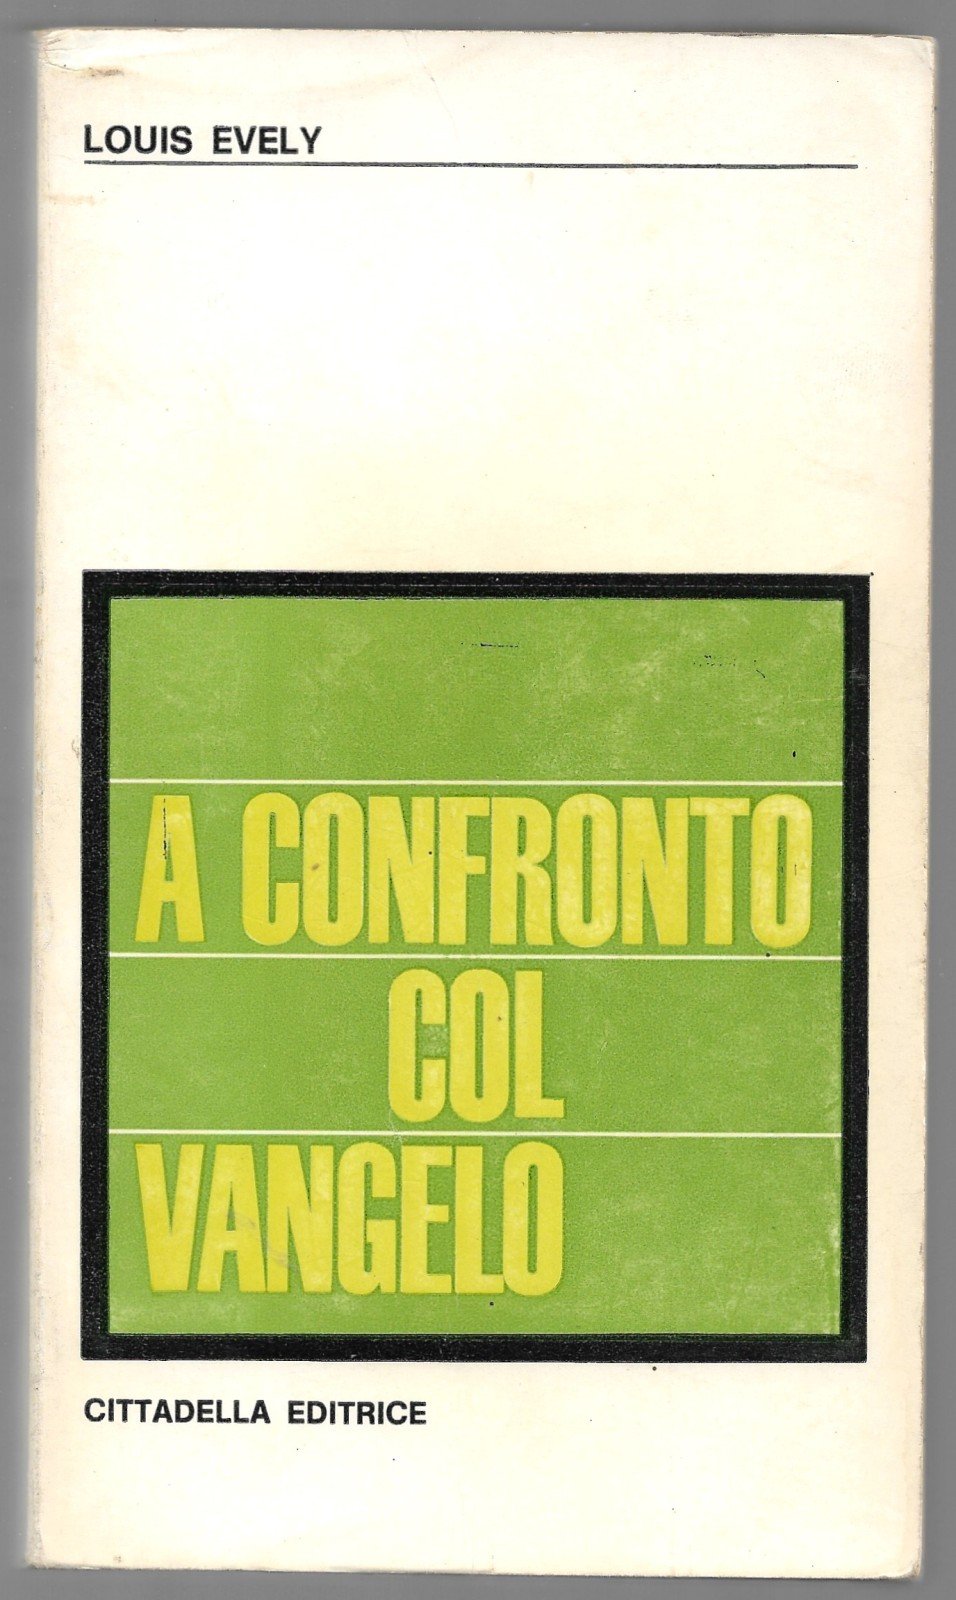 LOUIS EVELY
A CONFRONTO
COL
VANGELO
CITTADELLA EDITRICE